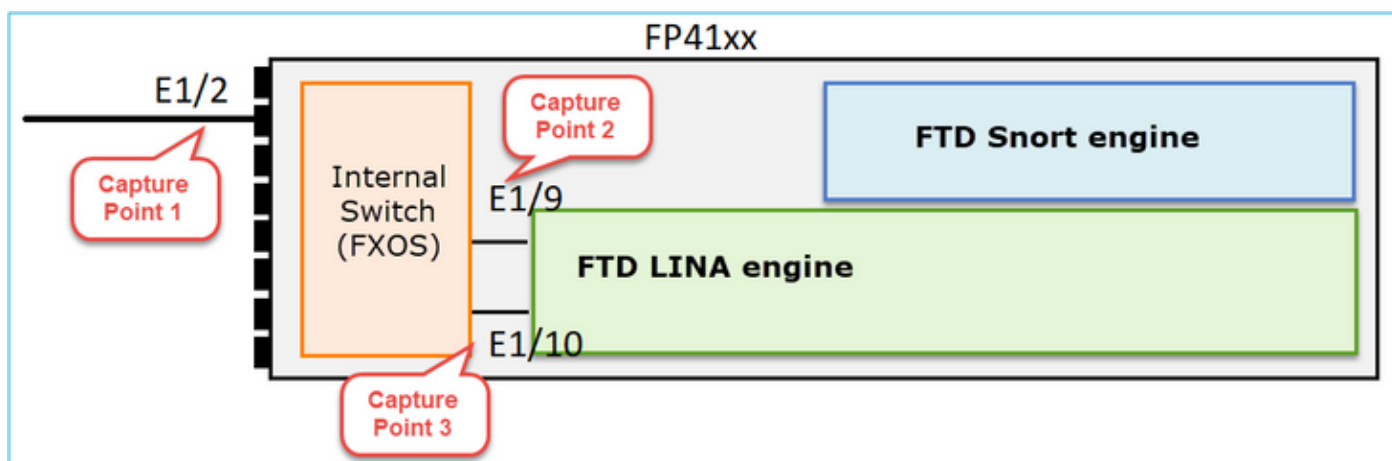 FP41xx
E1/2
Capture
Point 1
Internal
Switch
(FXOS)
Capture
Point 2
E1/9
FTD Snort engine
FTD LINA engine
E1/10
Capture
Point 3